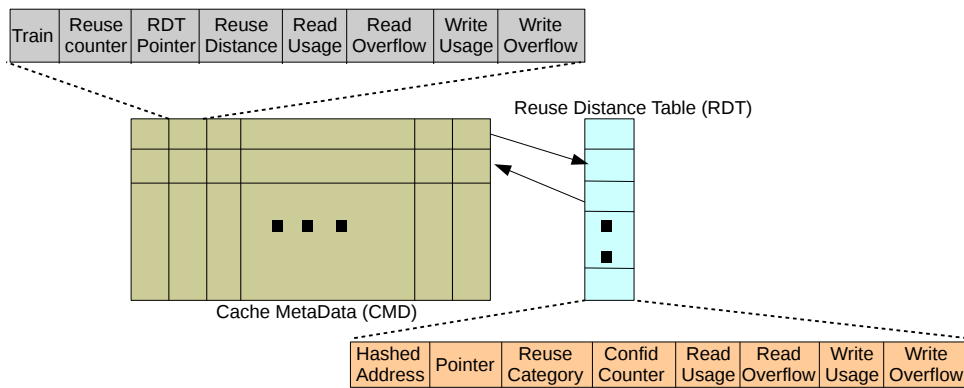 Train
Reuse counter
RDT Pointer
Reuse Distance
Read Usage
Read Overflow
Write Usage
Write Overflow
Reuse Distance Table (RDT)
Cache MetaData (CMD)
Hashed Address
Pointer
Reuse Category
Confid Counter
Read Usage
Read Overflow
Write Usage
Write Overflow